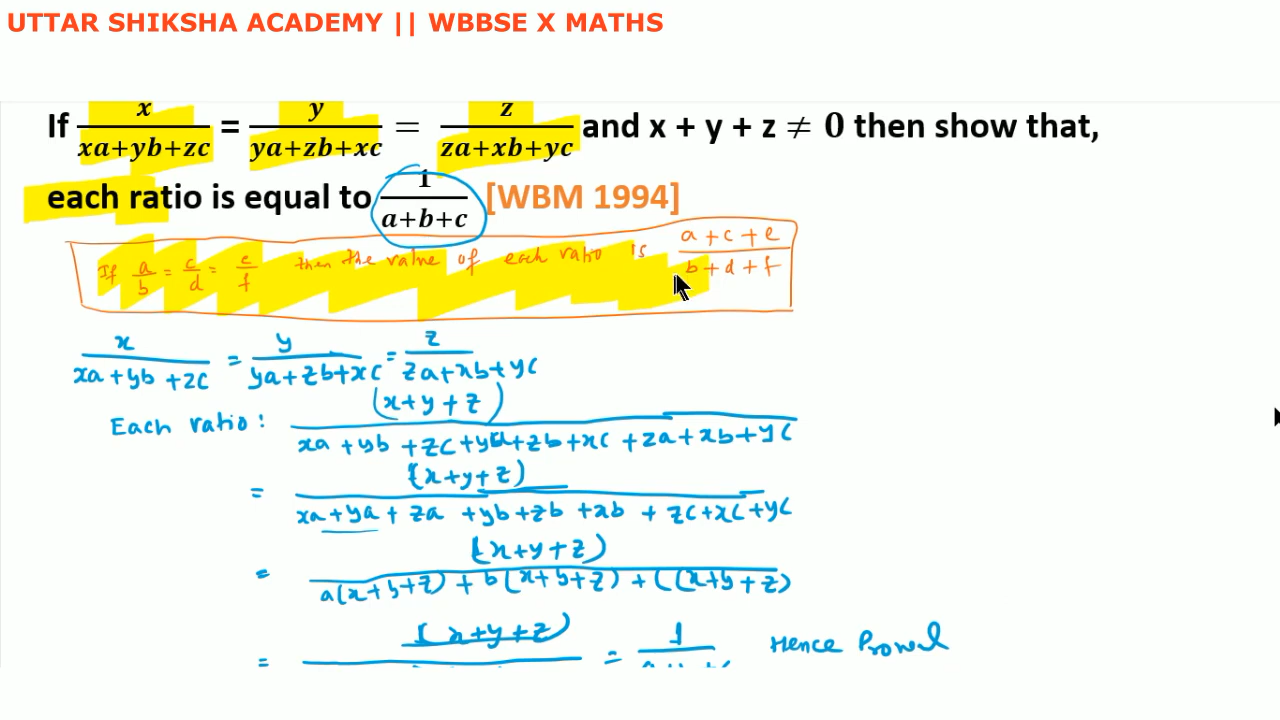 UTTAR SHIKSHA ACADEMY || WBBSE X MATHS
If x/(xa+yb+zc) = y/(ya+zb+xc) = z/(za+xb+yc) and x + y + z ≠ 0 then show that,
each ratio is equal to 1/(a+b+c) [WBM 1994]
If a/b = c/d = e/f then the value of each ratio is (a+c+e)/(b+d+f)
x/(xa+yb+zc) = y/(ya+zb+xc) = z/(za+xb+yc)
Each ratio: (x+y+z)/(xa+yb+zc+ya+zb+xc+za+xb+yc)
= (x+y+z)/(xa+ya+za+yb+zb+xb+zc+xc+yc)
= (x+y+z)/(a(x+y+z)+b(x+y+z)+c(x+y+z))
= (x+y+z) = 1 Hence Proved